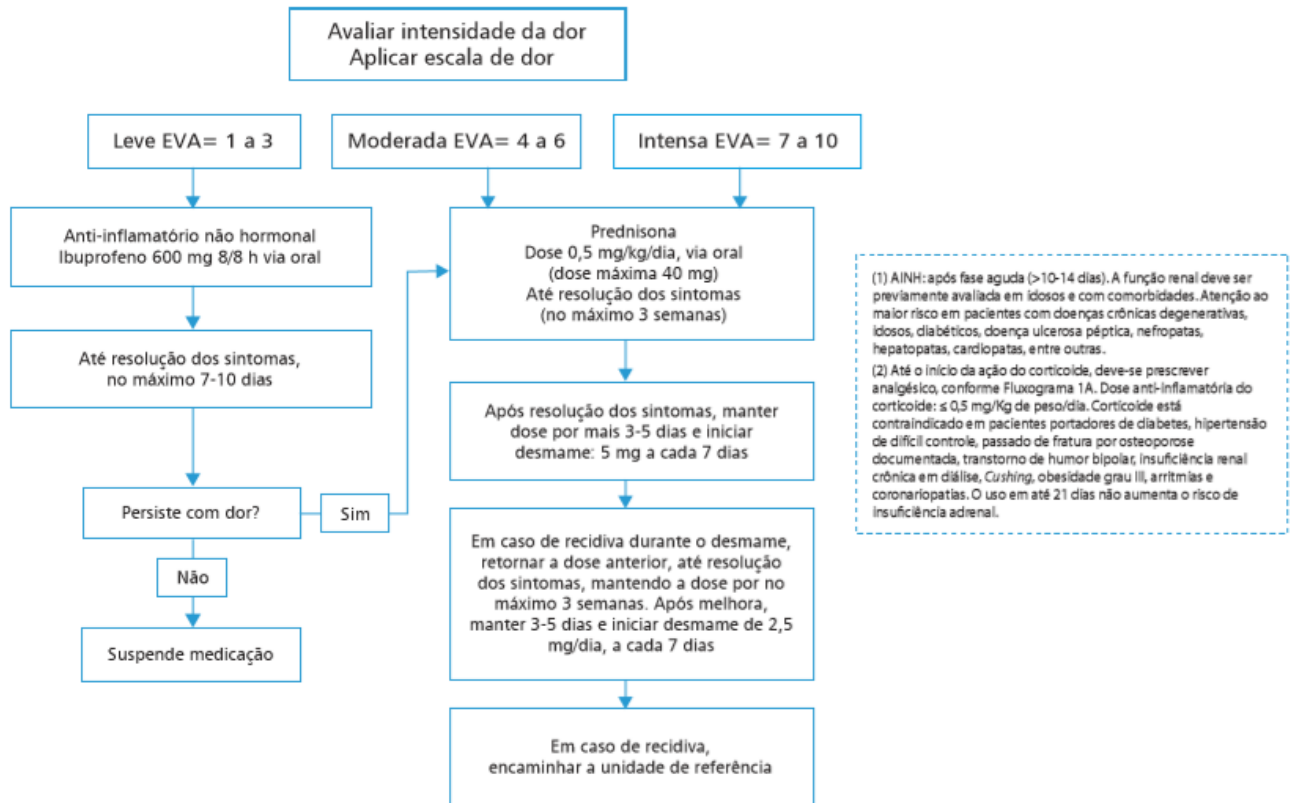 Avaliar intensidade da dor
Aplicar escala de dor
Leve EVA= 1 a 3
Moderada EVA= 4 a 6
Intensa EVA= 7 a 10
Anti-inflamatório não hormonal
Ibuprofeno 600 mg 8/8 h via oral
Até resolução dos sintomas,
no máximo 7-10 dias
Persiste com dor?
Sim
Não
Suspende medicação
Prednisona
Dose 0,5 mg/kg/dia, via oral
(dose máxima 40 mg)
Até resolução dos sintomas
(no máximo 3 semanas)
Após resolução dos sintomas, manter
dose por mais 3-5 dias e iniciar
desmame: 5 mg a cada 7 dias
Em caso de recidiva durante o desmame,
retornar a dose anterior, até resolução
dos sintomas, mantendo a dose por no
máximo 3 semanas. Após melhora,
manter 3-5 dias e iniciar desmame de 2,5
mg/dia, a cada 7 dias
Em caso de recidiva,
encaminhar a unidade de referência
(1) AINH: após fase aguda (>10-14 dias). A função renal deve ser
previamente avaliada em idosos e com comorbidades. Atenção ao
maior risco em pacientes com doenças crônicas degenerativas,
idosos, diabéticos, doença ulcerosa péptica, nefropatas,
hepatopatas, cardiopatas, entre outras.
(2) Até o início da ação do corticoide, deve-se prescrever
analgésico, conforme Fluxograma 1A. Dose anti-inflamatória do
corticoide: ≤ 0,5 mg/Kg de peso/dia. Corticoide está
contraindicado em pacientes portadores de diabetes, hipertensão
de difícil controle, passado de fratura por osteoporose
documentada, transtorno de humor bipolar, insuficiência renal
crônica em diálise, Cushing, obesidade grau III, arritmias e
coronariopatias. O uso em até 21 dias não aumenta o risco de
insuficiência adrenal.